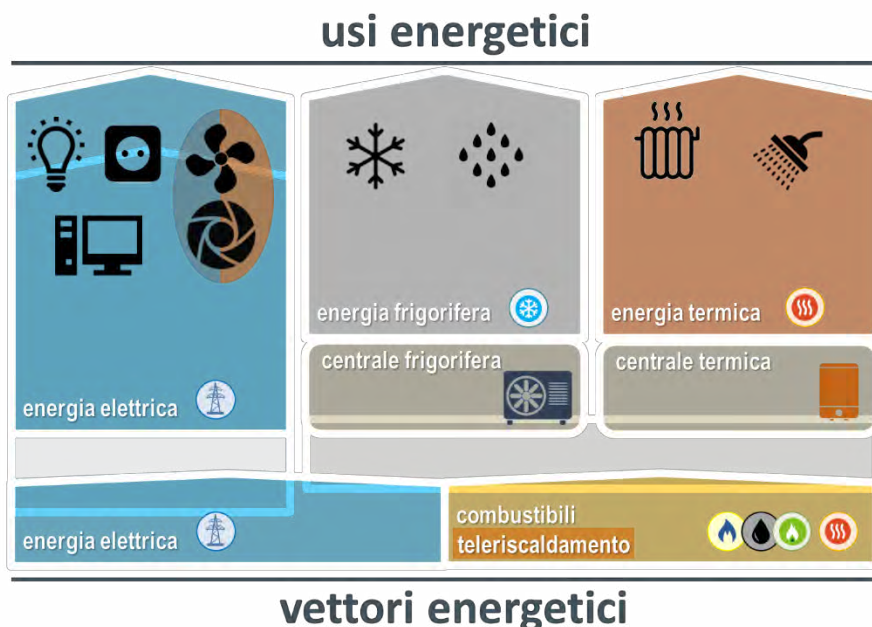 usi energetici
energia elettrica
energia frigorifera
energia termica
centrale frigorifera
centrale termica
energia elettrica
combustibili
teleriscaldamento
vettori energetici